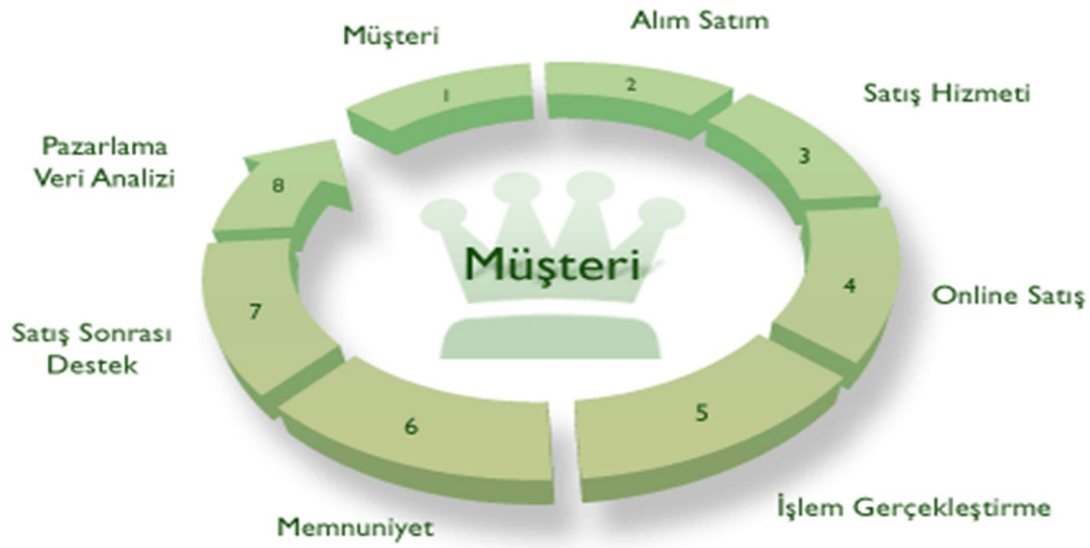 Müşteri
1
Alım Satım
2
Satış Hizmeti
3
Online Satış
4
İşlem Gerçekleştirme
5
Memnuniyet
6
Satış Sonrası
Destek
7
Pazarlama
Veri Analizi
8
Müşteri